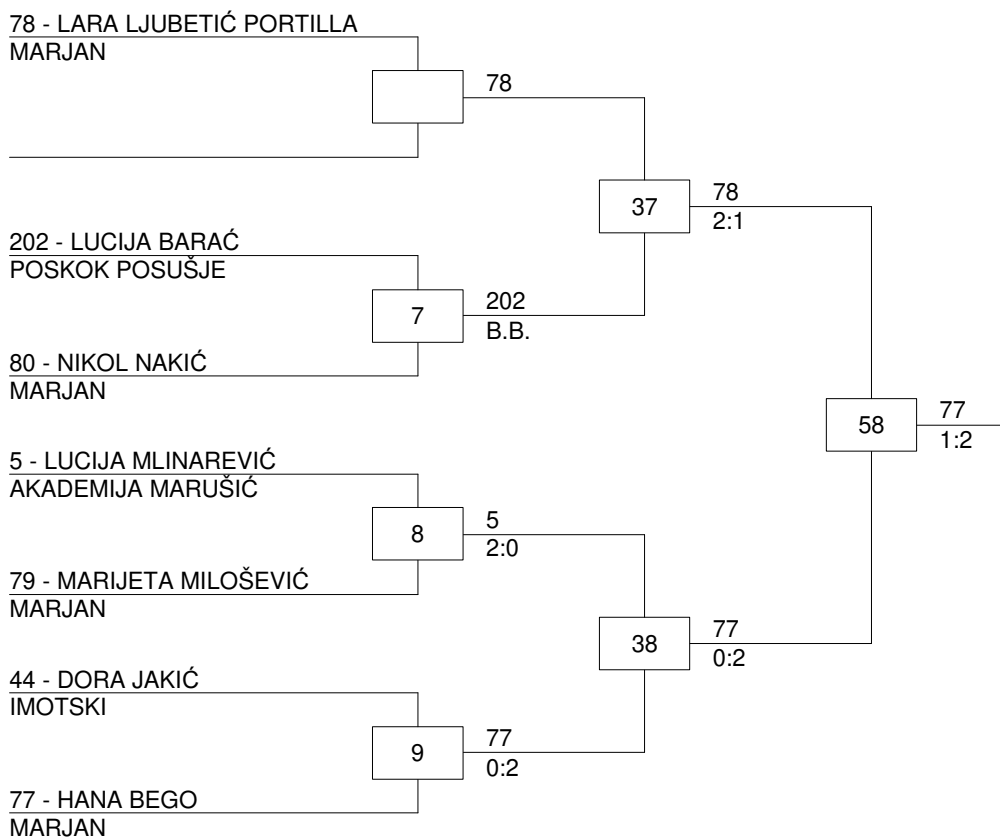 78 - LARA LJUBETIĆ PORTILLA
MARJAN
78
37
78
2:1
202 - LUCIJA BARAĆ
POSKOK POSUŠJE
7
202
B.B.
80 - NIKOL NAKIĆ
MARJAN
58
77
1:2
5 - LUCIJA MLINAREVIĆ
AKADEMIJA MARUŠIĆ
8
5
2:0
79 - MARIJETA MILOŠEVIĆ
MARJAN
38
77
0:2
44 - DORA JAKIĆ
IMOTSKI
9
77
0:2
77 - HANA BEGO
MARJAN